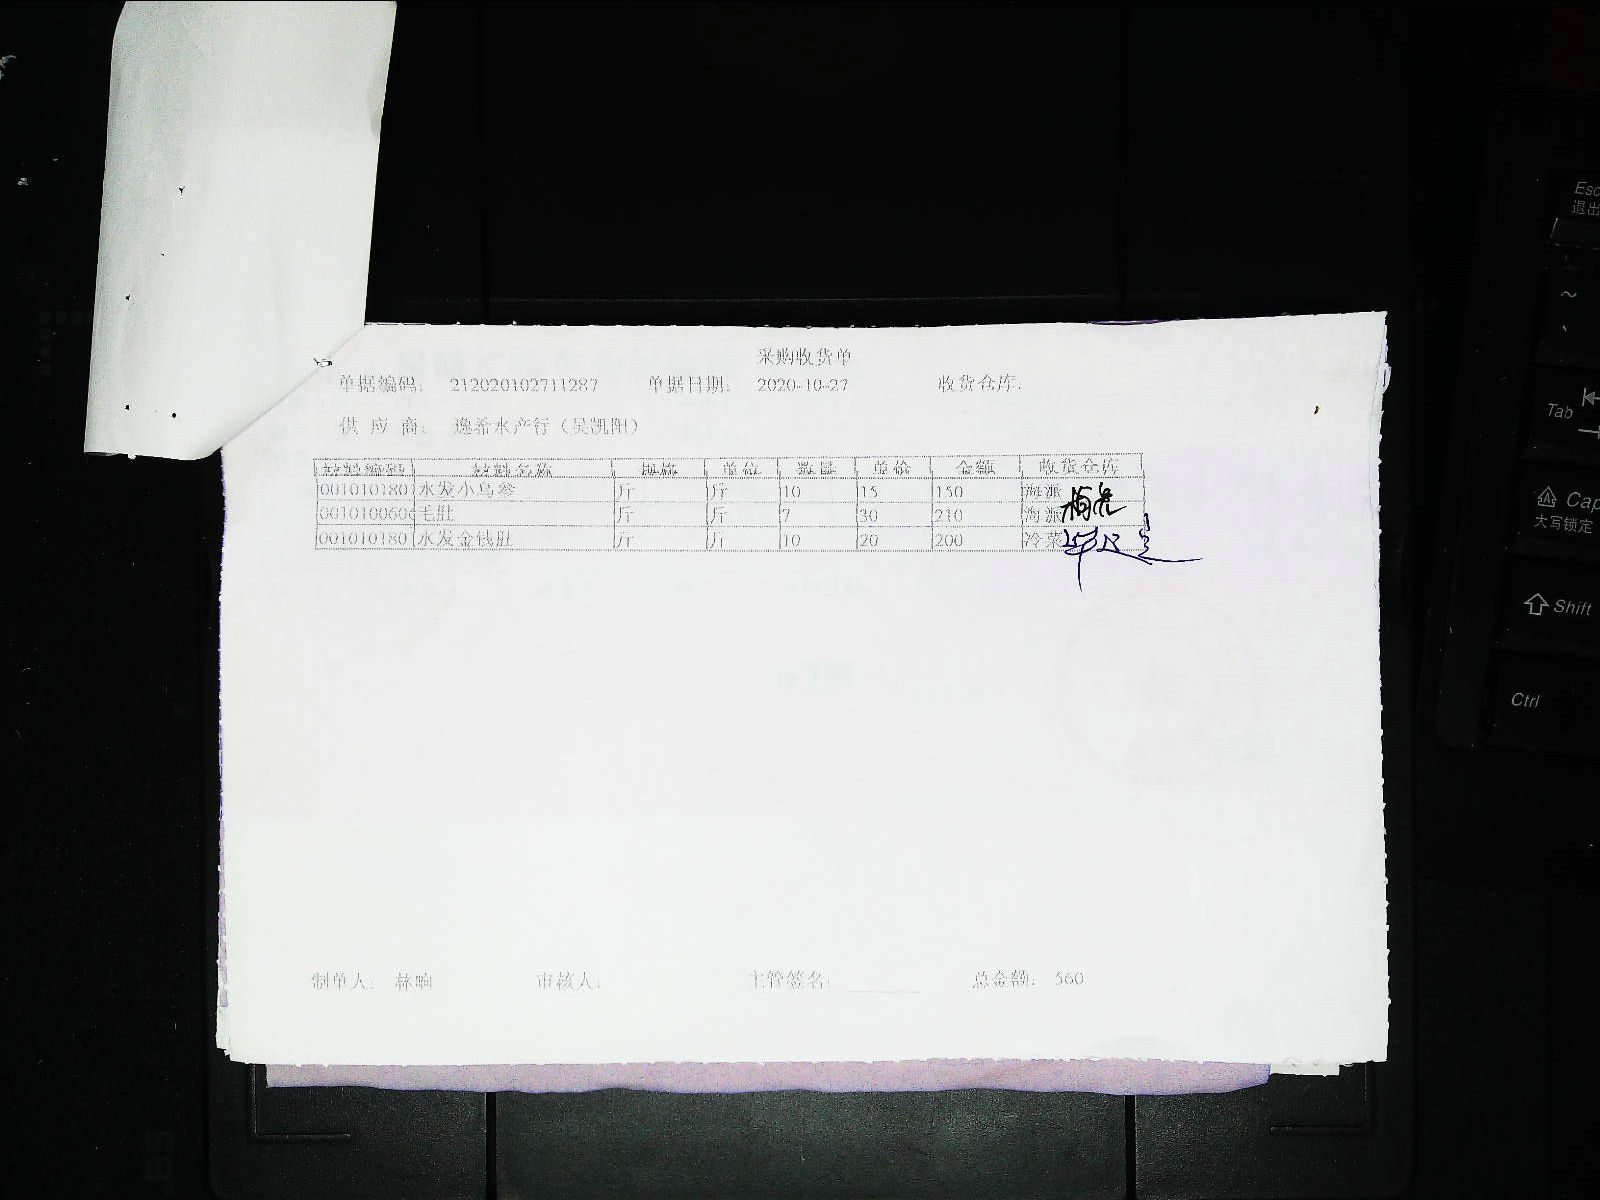 采购收货单
单据编码: 212020102711287 单据日期: 2020-10-27 收货仓库:
供 应 商: 逸希水产行（吴凯阳）
材料编码 材料名称 规格 单位 数量 单价 金额 收货仓库
001010180 水发小乌参 斤 斤 10 15 150 海派
001010060 毛肚 斤 斤 7 30 210 海派
001010180 水发金钱肚 斤 斤 10 20 200 冷菜
制单人: 林响 审核人: 主管签名: 总金额: 560
Esc
退出
~
Tab
Cap
大写锁定
Shift
Ctrl